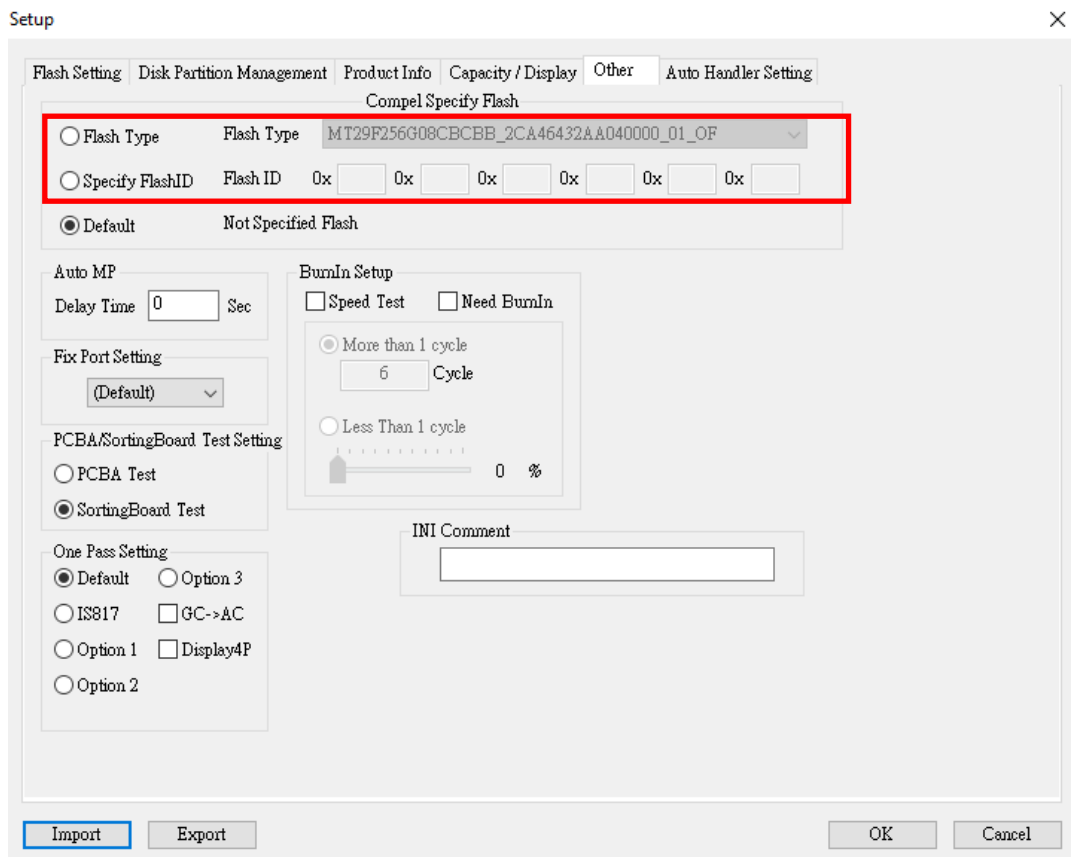 Setup
Flash Setting Disk Partition Management Product Info Capacity / Display Other Auto Handler Setting
Compel Specify Flash
Flash Type Flash Type MT29F256G08CBCBB_2CA46432AA040000_01_OF
Specify FlashID Flash ID 0x 0x 0x 0x 0x 0x
Default Not Specified Flash
Auto MP
Delay Time 0 Sec
Fix Port Setting
(Default)
PCBA/SortingBoard Test Setting
PCBA Test
SortingBoard Test
One Pass Setting
Default Option 3
IS817 GC->AC
Option 1 Display4P
Option 2
BurnIn Setup
Speed Test Need BurnIn
More than 1 cycle
6 Cycle
Less Than 1 cycle
0 %
INI Comment
Import Export OK Cancel